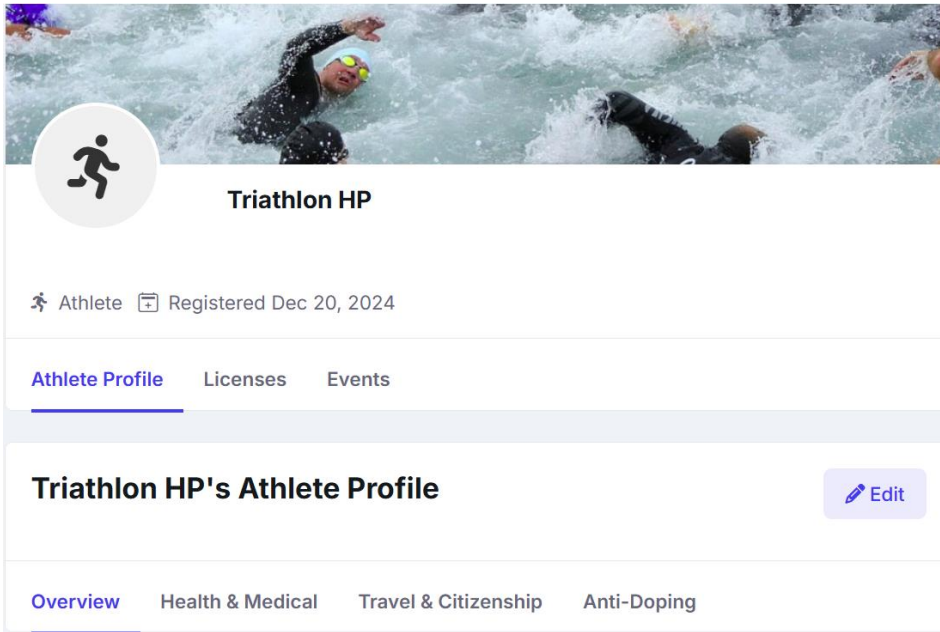 Triathlon HP
Athlete Registered Dec 20, 2024
Athlete Profile Licenses Events
Triathlon HP's Athlete Profile
Edit
Overview Health & Medical Travel & Citizenship Anti-Doping